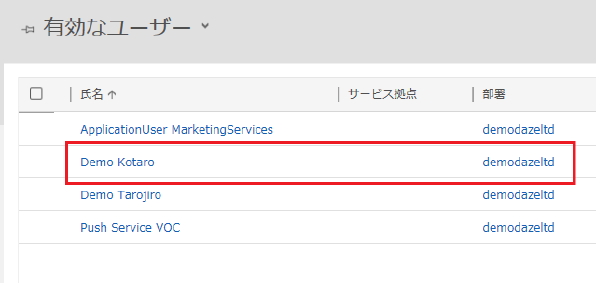 有効なユーザー
氏名↑ サービス拠点 部署
ApplicationUser MarketingServices demodazeltd
Demo Kotaro demodazeltd
Demo Tarojiro demodazeltd
Push Service VOC demodazeltd